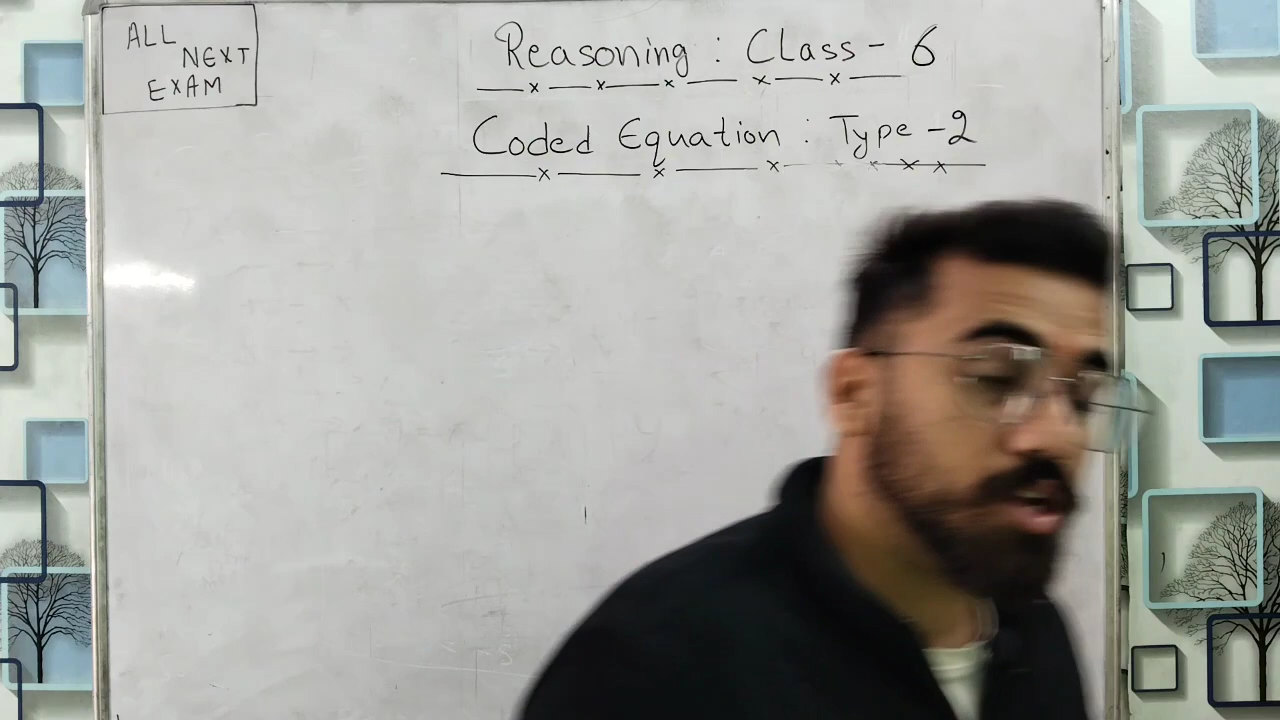 ALL
NEXT
EXAM
Reasoning : Class - 6
Coded Equation : Type - 2